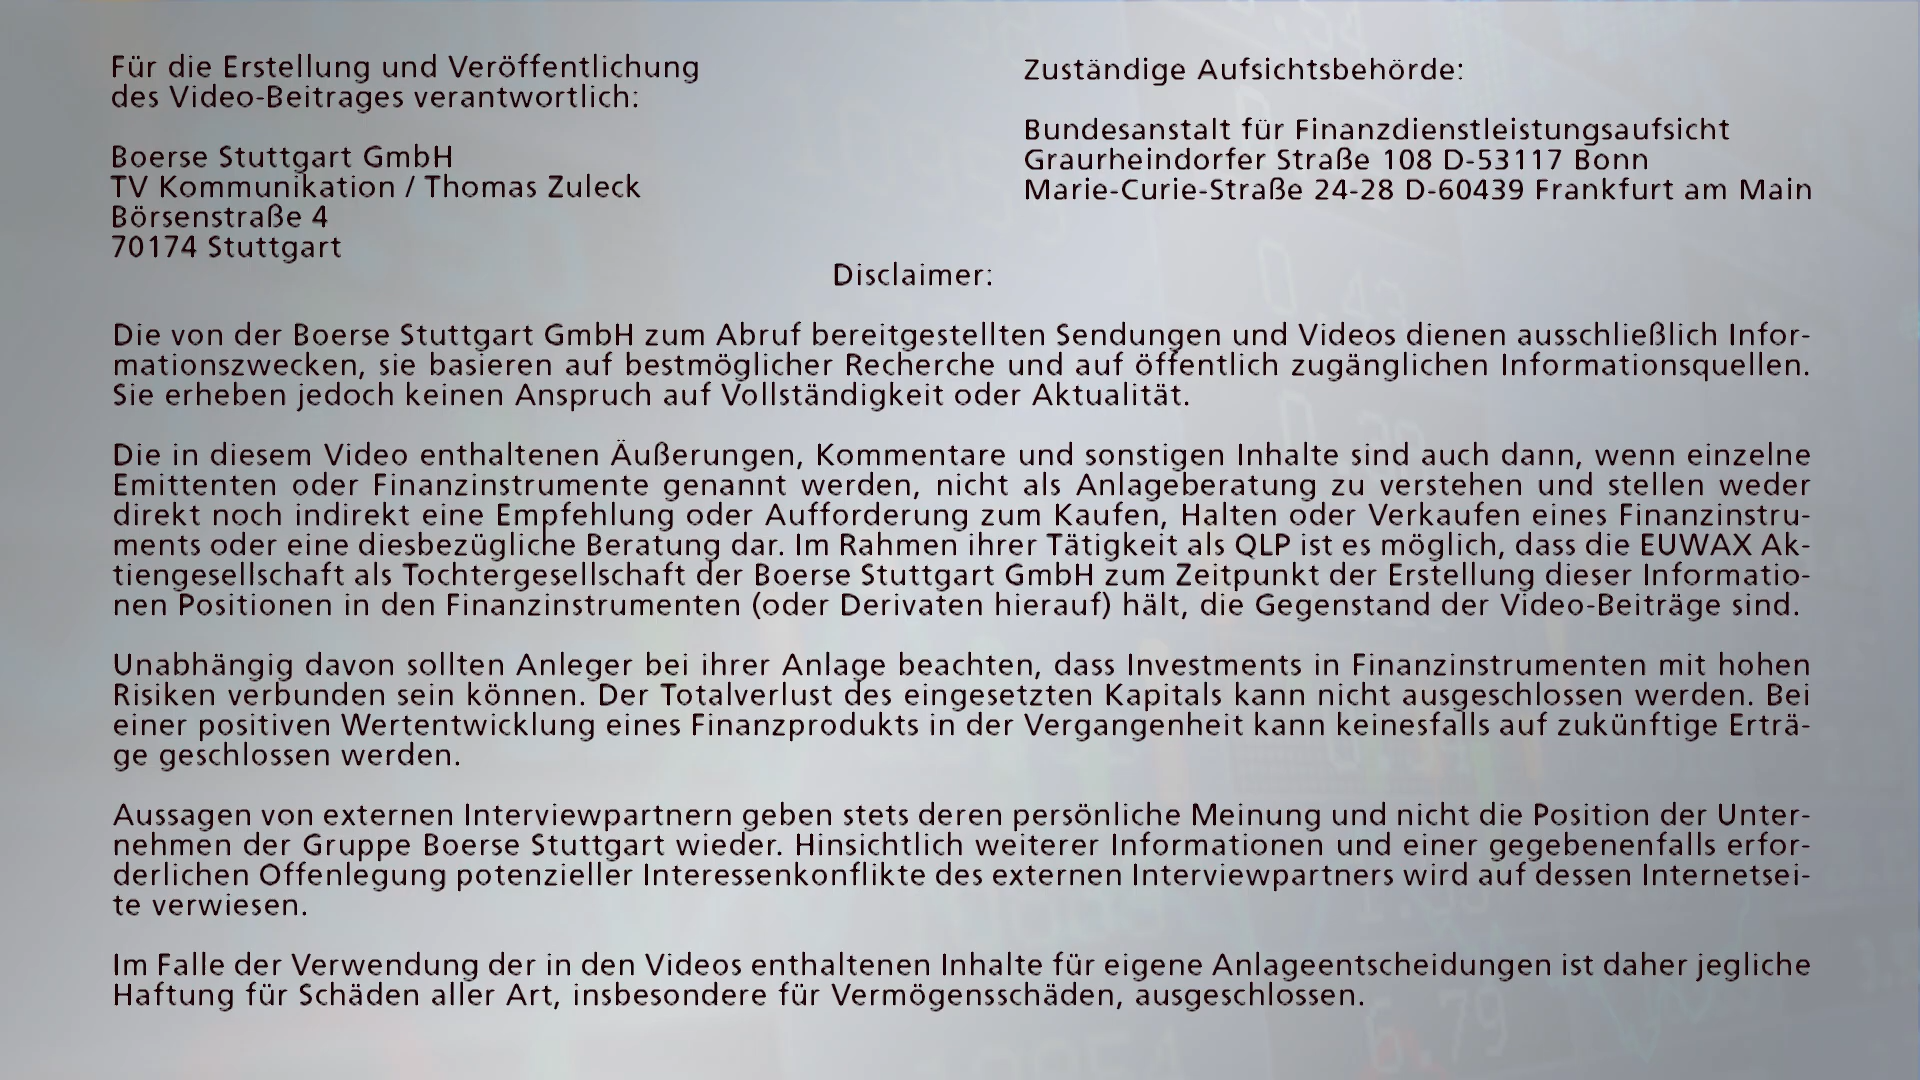 Für die Erstellung und Veröffentlichung
des Video-Beitrages verantwortlich:
Boerse Stuttgart GmbH
TV Kommunikation / Thomas Zuleck
Börsenstraße 4
70174 Stuttgart
Zuständige Aufsichtsbehörde:
Bundesanstalt für Finanzdienstleistungsaufsicht
Graurheindorfer Straße 108 D-53117 Bonn
Marie-Curie-Straße 24-28 D-60439 Frankfurt am Main
Disclaimer:
Die von der Boerse Stuttgart GmbH zum Abruf bereitgestellten Sendungen und Videos dienen ausschließlich Infor-
mationszwecken, sie basieren auf bestmöglicher Recherche und auf öffentlich zugänglichen Informationsquellen.
Sie erheben jedoch keinen Anspruch auf Vollständigkeit oder Aktualität.
Die in diesem Video enthaltenen Äußerungen, Kommentare und sonstigen Inhalte sind auch dann, wenn einzelne
Emittenten oder Finanzinstrumente genannt werden, nicht als Anlageberatung zu verstehen und stellen weder
direkt noch indirekt eine Empfehlung oder Aufforderung zum Kaufen, Halten oder Verkaufen eines Finanzinstru-
ments oder eine diesbezügliche Beratung dar. Im Rahmen ihrer Tätigkeit als QLP ist es möglich, dass die EUWAX Ak-
tiengesellschaft als Tochtergesellschaft der Boerse Stuttgart GmbH zum Zeitpunkt der Erstellung dieser Informatio-
nen Positionen in den Finanzinstrumenten (oder Derivaten hierauf) hält, die Gegenstand der Video-Beiträge sind.
Unabhängig davon sollten Anleger bei ihrer Anlage beachten, dass Investments in Finanzinstrumenten mit hohen
Risiken verbunden sein können. Der Totalverlust des eingesetzten Kapitals kann nicht ausgeschlossen werden. Bei
einer positiven Wertentwicklung eines Finanzprodukts in der Vergangenheit kann keinesfalls auf zukünftige Erträ-
ge geschlossen werden.
Aussagen von externen Interviewpartnern geben stets deren persönliche Meinung und nicht die Position der Unter-
nehmen der Gruppe Boerse Stuttgart wieder. Hinsichtlich weiterer Informationen und einer gegebenenfalls erfor-
derlichen Offenlegung potenzieller Interessenkonflikte des externen Interviewpartners wird auf dessen Internetsei-
te verwiesen.
Im Falle der Verwendung der in den Videos enthaltenen Inhalte für eigene Anlageentscheidungen ist daher jegliche
Haftung für Schäden aller Art, insbesondere für Vermögensschäden, ausgeschlossen.